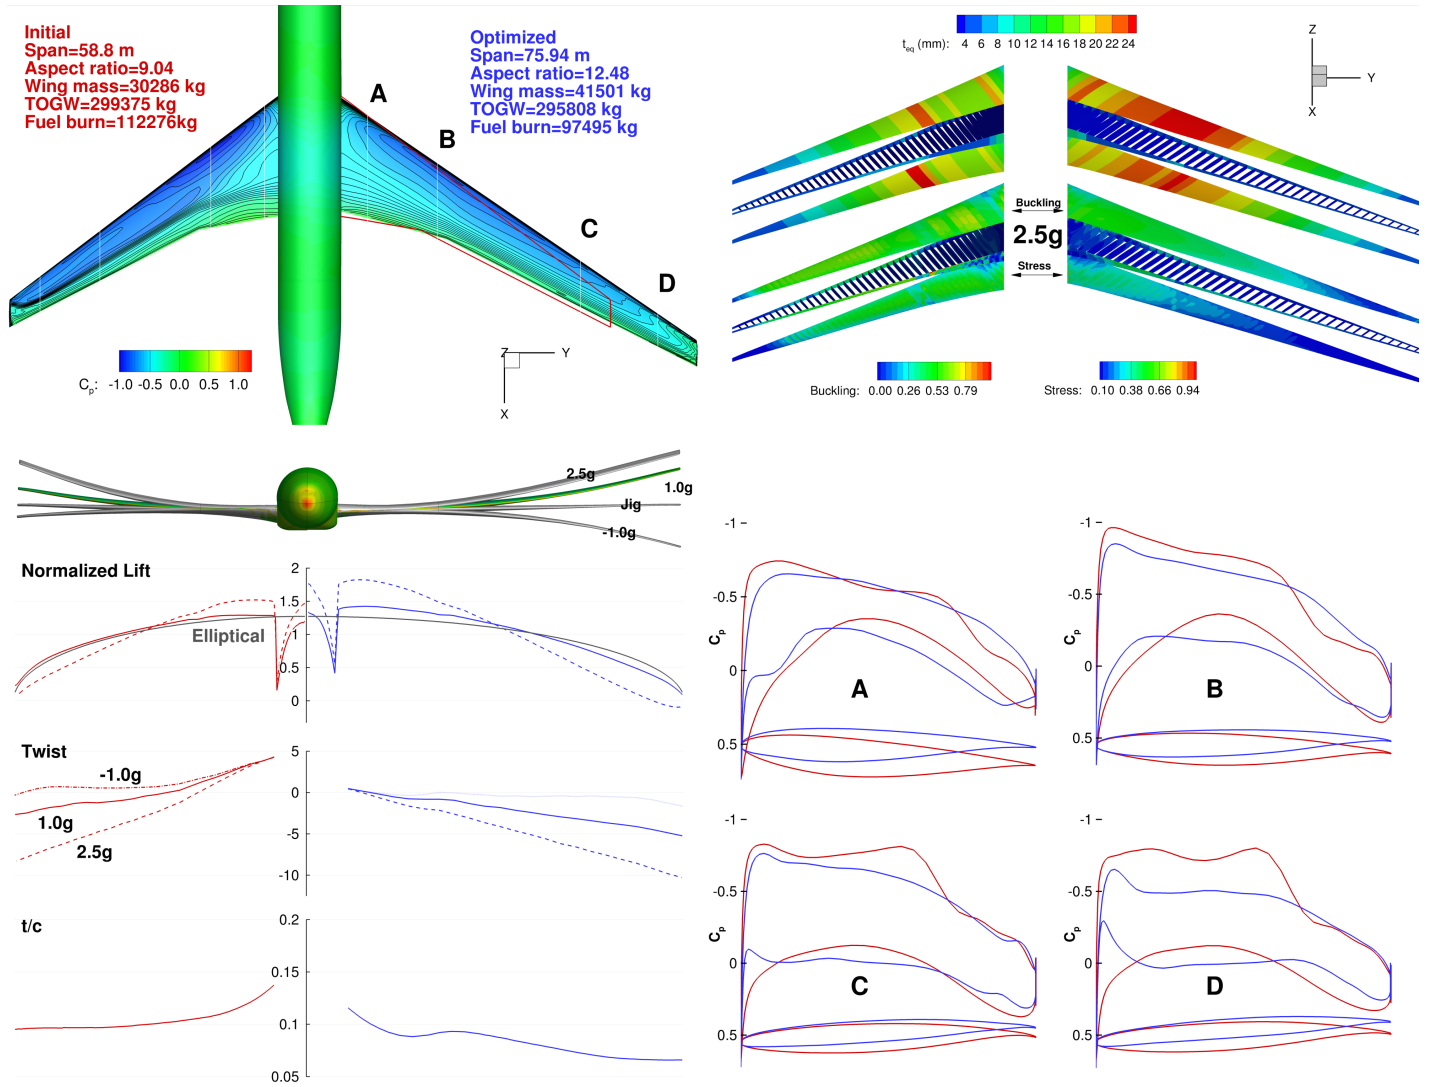 Initial
Span=58.8 m
Aspect ratio=9.04
Wing mass=30286 kg
TOGW=299375 kg
Fuel burn=112276kg
Optimized
Span=75.94 m
Aspect ratio=12.48
Wing mass=41501 kg
TOGW=295808 kg
Fuel burn=97495 kg
A
B
C
D
Cp: -1.0 -0.5 0.0 0.5 1.0
Z Y
X
teq (mm): 4 6 8 10 12 14 16 18 20 22 24
Z
Y
X
Buckling
2.5g
Stress
Buckling: 0.00 0.26 0.53 0.79
Stress: 0.10 0.38 0.66 0.94
2.5g
1.0g
Jig
-1.0g
Normalized Lift
2
1.5
1
0.5
0
Elliptical
Twist
5
0
-5
-10
-1.0g
1.0g
2.5g
t/c
0.2
0.15
0.1
0.05
-1
-0.5
0
0.5
Cp
A
-1
-0.5
0
0.5
Cp
B
-1
-0.5
0
0.5
Cp
C
-1
-0.5
0
0.5
Cp
D